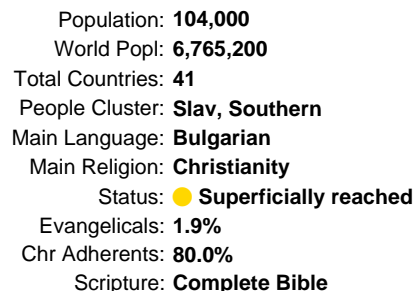 Population: 104,000
World Popl: 6,765,200
Total Countries: 41
People Cluster: Slav, Southern
Main Language: Bulgarian
Main Religion: Christianity
Status: Superficially reached
Evangelicals: 1.9%
Chr Adherents: 80.0%
Scripture: Complete Bible